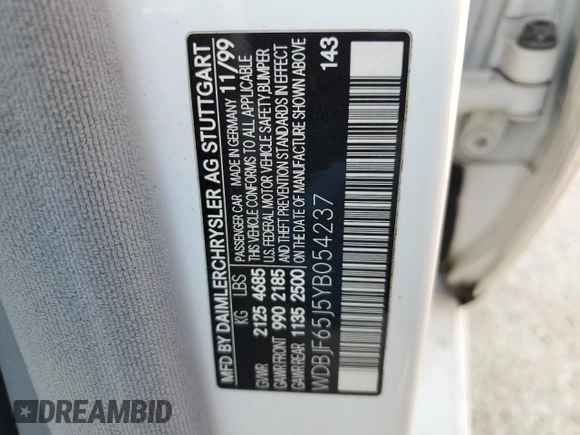 MFD BY DAIMLERCHRYSLER AG STUTTGART
PASSENGER CAR MADE IN GERMANY 11/99
THIS VEHICLE CONFORMS TO ALL APPLICABLE
U.S. FEDERAL MOTOR VEHICLE SAFETY,BUMPER
AND THEFT PREVENTION STANDARDS IN EFFECT
ON THE DATE OF MANUFACTURE SHOWN ABOVE
KG LBS
GVWR 2125 4685
GAWR FRONT 990 2185
GAWR REAR 1135 2500
143
WDBJF65J5YB054237
DREAMBID